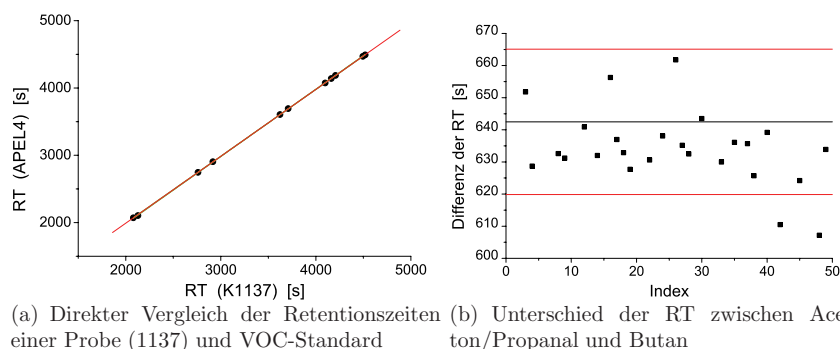 5000
4500
4000
3000
2000
RT (APEL4) [s]
2000
3000
4000
5000
RT (K1137) [s]
670
660
650
640
630
620
610
600
Differenz der RT [s]
0
10
20
30
40
50
Index
(a) Direkter Vergleich der Retentionszeiten
einer Probe (1137) und VOC-Standard
(b) Unterschied der RT zwischen Ace
ton/Propanal und Butan